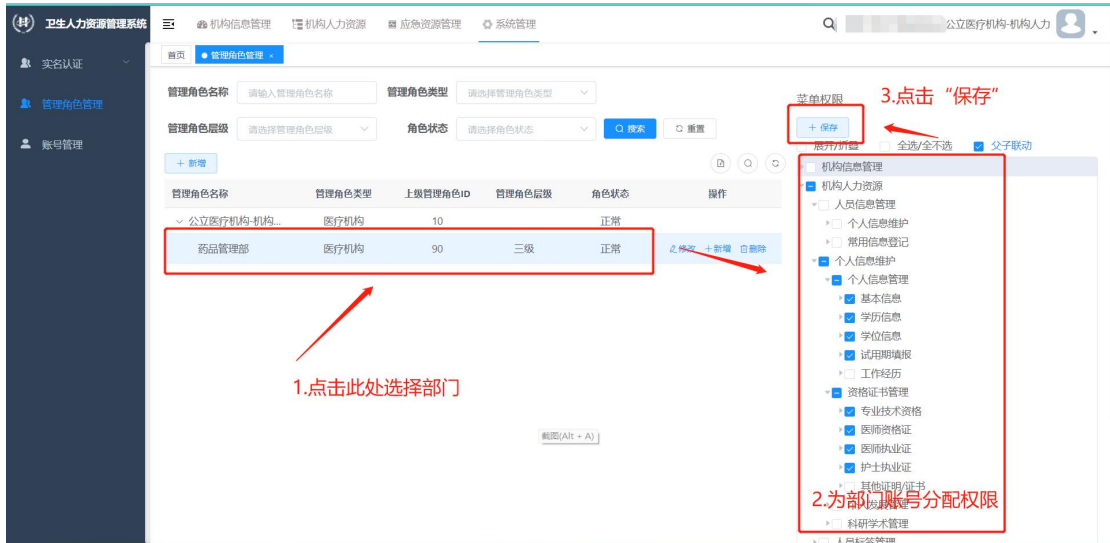 卫生人力资源管理系统
机构信息管理 机构人力资源 应急资源管理 系统管理
公立医疗机构-机构人力
首页 管理角色管理 ×
实名认证
管理角色管理
账号管理
管理角色名称 请输入管理角色名称 管理角色类型 请选择管理角色类型
管理角色层级 请选择管理角色层级 角色状态 请选择角色状态 搜索 重置
+ 新增
管理角色名称 管理角色类型 上级管理角色ID 管理角色层级 角色状态 操作
公立医疗机构-机构... 医疗机构 10 正常
药品管理部 医疗机构 90 三级 正常 修改 +新增 删除
1.点击此处选择部门
截图(Alt + A)
菜单权限
3.点击“保存”
+ 保存
展开/折叠 全选/全不选 父子联动
机构信息管理
机构人力资源
人员信息管理
个人信息维护
常用信息登记
个人信息维护
个人信息管理
基本信息
学历信息
学位信息
试用期填报
工作经历
资格证书管理
专业技术资格
医师资格证
医师执业证
护士执业证
其他证明/证书
2.为部门账号分配权限
科研学术管理
人员标签管理